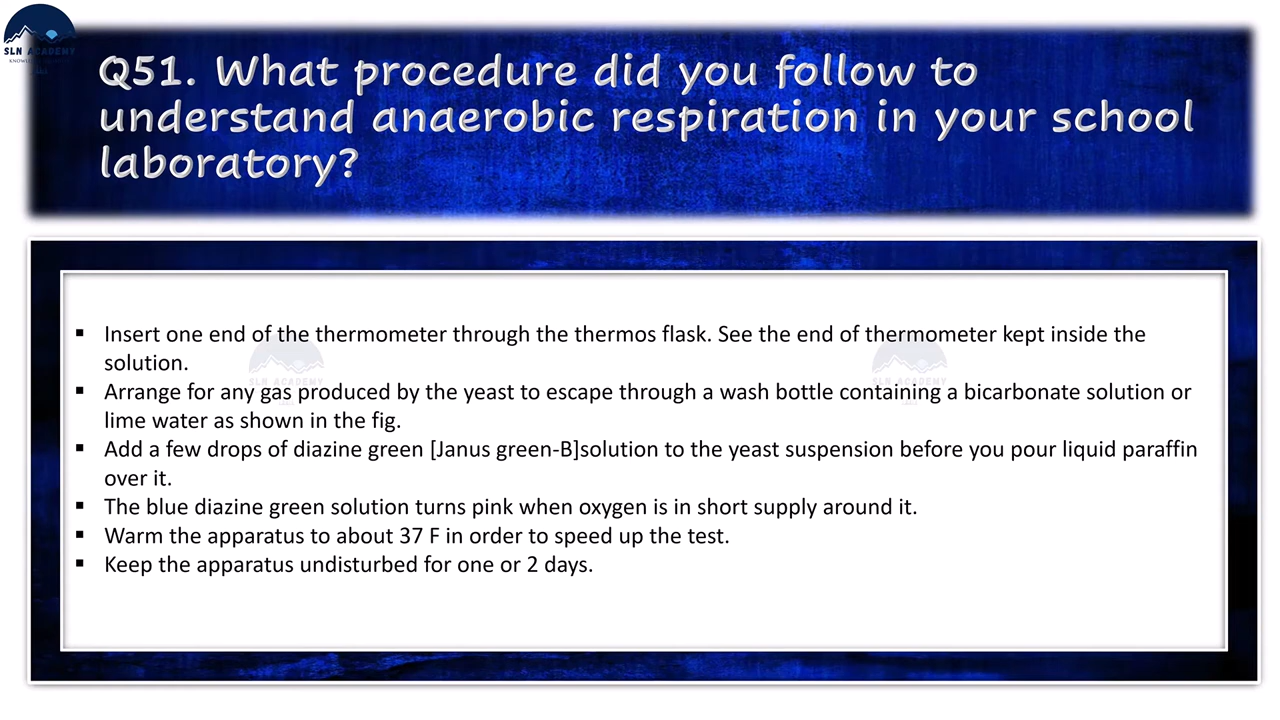 SLN ACADEMY
Q51. What procedure did you follow to
understand anaerobic respiration in your school
laboratory?
▪ Insert one end of the thermometer through the thermos flask. See the end of thermometer kept inside the
solution.
▪ Arrange for any gas produced by the yeast to escape through a wash bottle containing a bicarbonate solution or
lime water as shown in the fig.
▪ Add a few drops of diazine green [Janus green-B]solution to the yeast suspension before you pour liquid paraffin
over it.
▪ The blue diazine green solution turns pink when oxygen is in short supply around it.
▪ Warm the apparatus to about 37 F in order to speed up the test.
▪ Keep the apparatus undisturbed for one or 2 days.
SLN ACADEMY
SLN ACADEMY